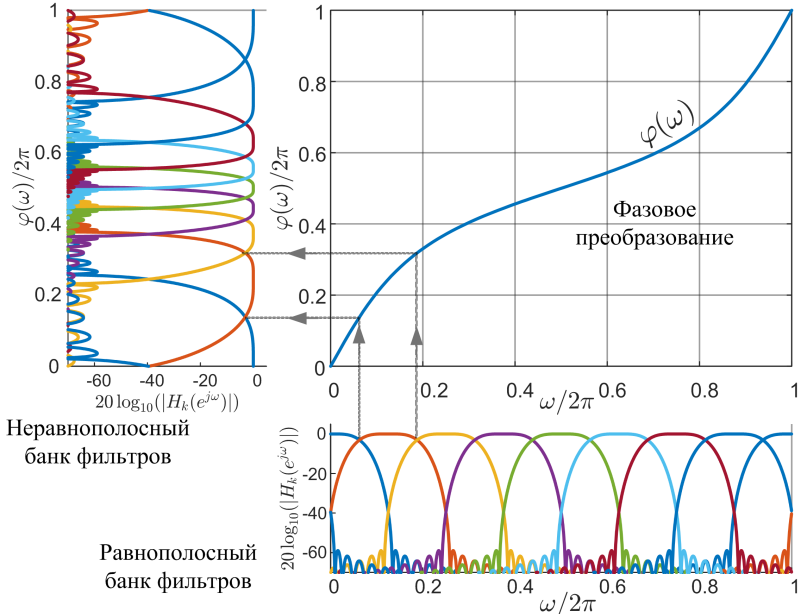 1
0.8
0.6
0.4
0.2
0
φ(ω)/2π
-60 -40 -20 0
20 log₁₀(|Hₖ(e^{jω})|)
Неравнополосный
банк фильтров
1
0.8
0.6
0.4
0.2
0
φ(ω)/2π
φ(ω)
Фазовое
преобразование
0 0.2 0.4 0.6 0.8 1
ω/2π
0
-20
-40
-60
20 log₁₀(|Hₖ(e^{jω})|)
0 0.2 0.4 0.6 0.8 1
ω/2π
Равнополосный
банк фильтров